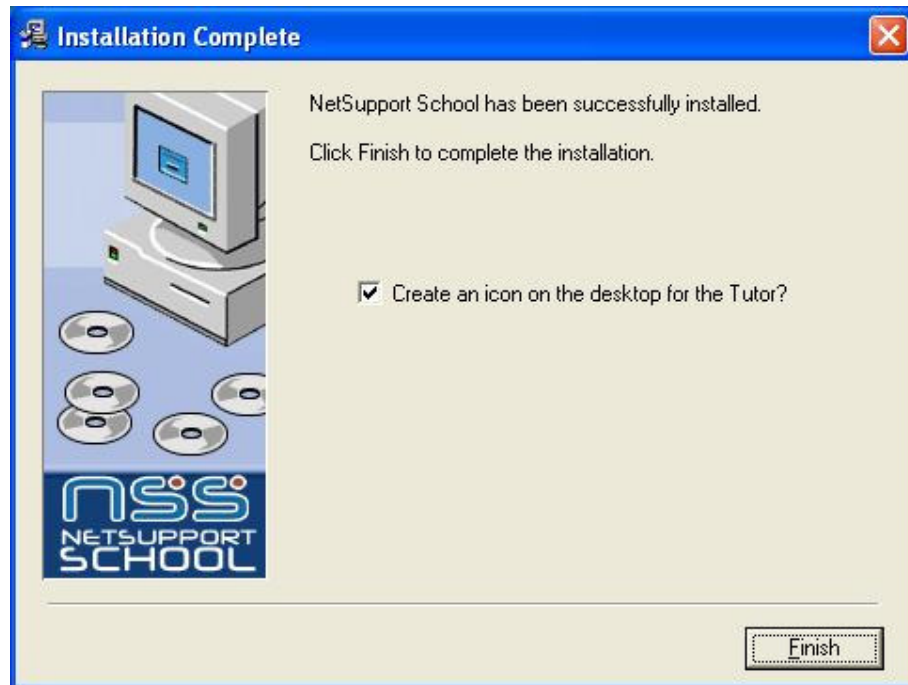 Installation Complete
NetSupport School has been successfully installed.
Click Finish to complete the installation.
Create an icon on the desktop for the Tutor?
nss
NETSUPPORT
SCHOOL
Finish